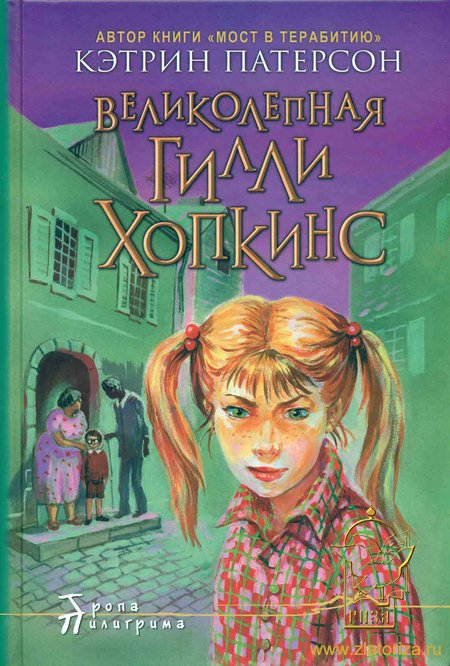 АВТОР КНИГИ «МОСТ В ТЕРАБИТИЮ»
КЭТРИН ПАТЕРСОН
ВЕЛИКОЛЕПНАЯ
ГИЛЛИ
ХОПКИНС
Тропа
Пилигрима
www.zlatoriza.ru